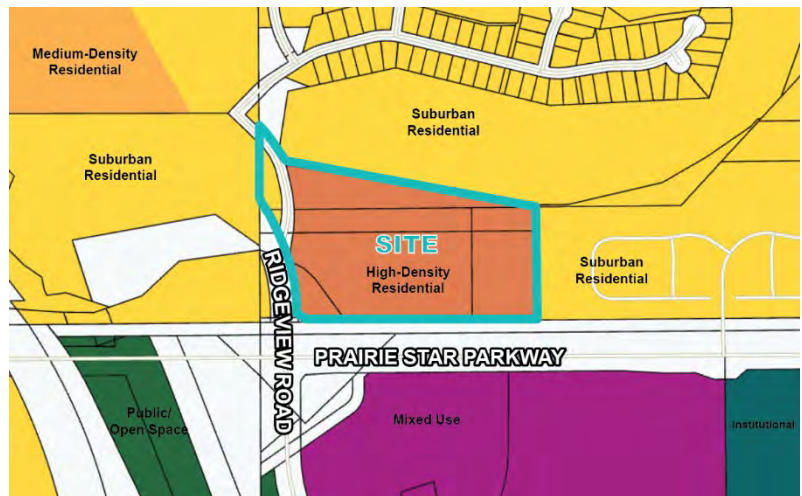 Medium-Density
Residential
Suburban
Residential
Suburban
Residential
SITE
High-Density
Residential
Suburban
Residential
RIDGEVIEW ROAD
PRAIRIE STAR PARKWAY
Public/
Open Space
Mixed Use
Institutional